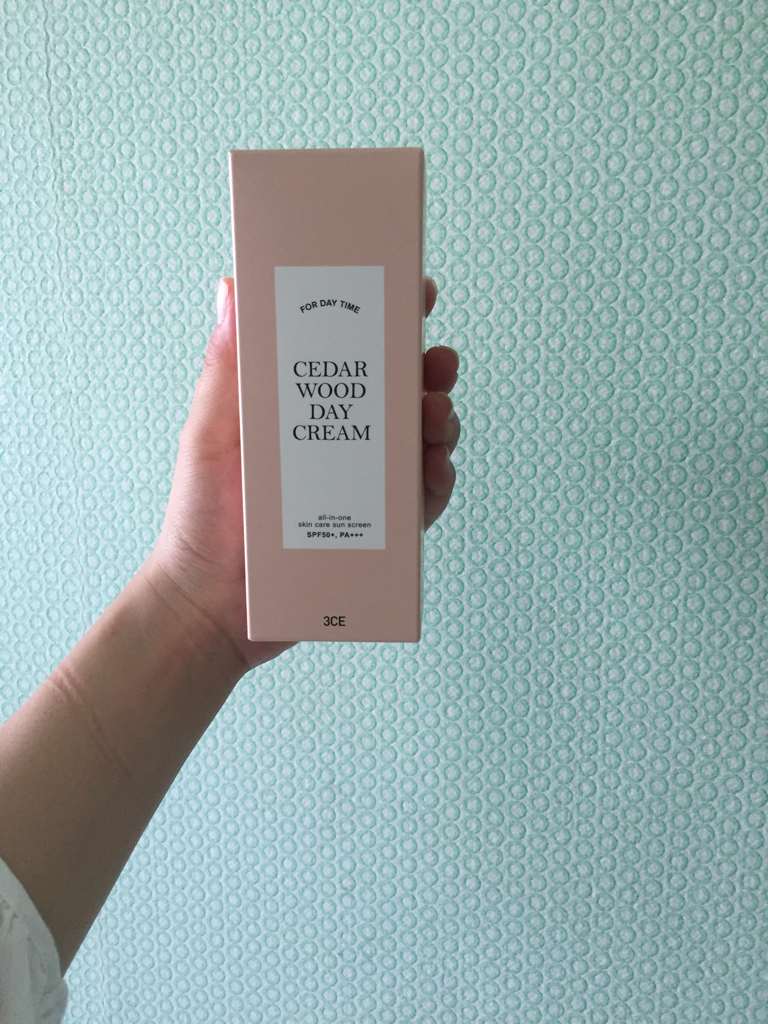 FOR DAY TIME
CEDAR
WOOD
DAY
CREAM
all-in-one
skin care sun screen
SPF50+, PA+++
3CE